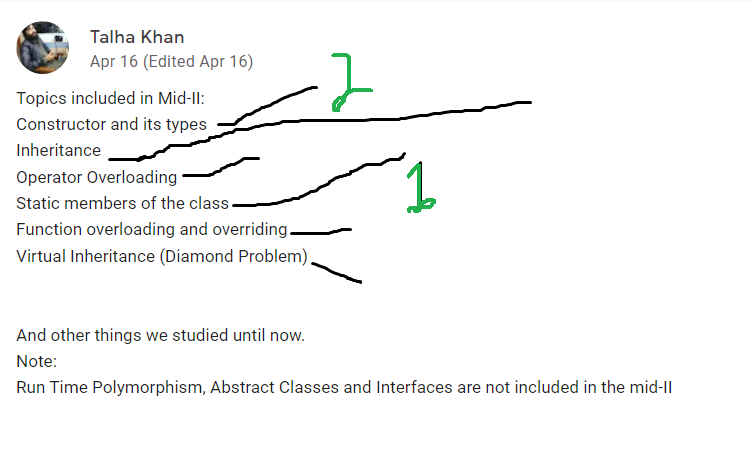 Talha Khan
Apr 16 (Edited Apr 16)
Topics included in Mid-II:
2
Constructor and its types
Inheritance
Operator Overloading
1
Static members of the class
Function overloading and overriding
Virtual Inheritance (Diamond Problem)
And other things we studied until now.
Note:
Run Time Polymorphism, Abstract Classes and Interfaces are not included in the mid-II